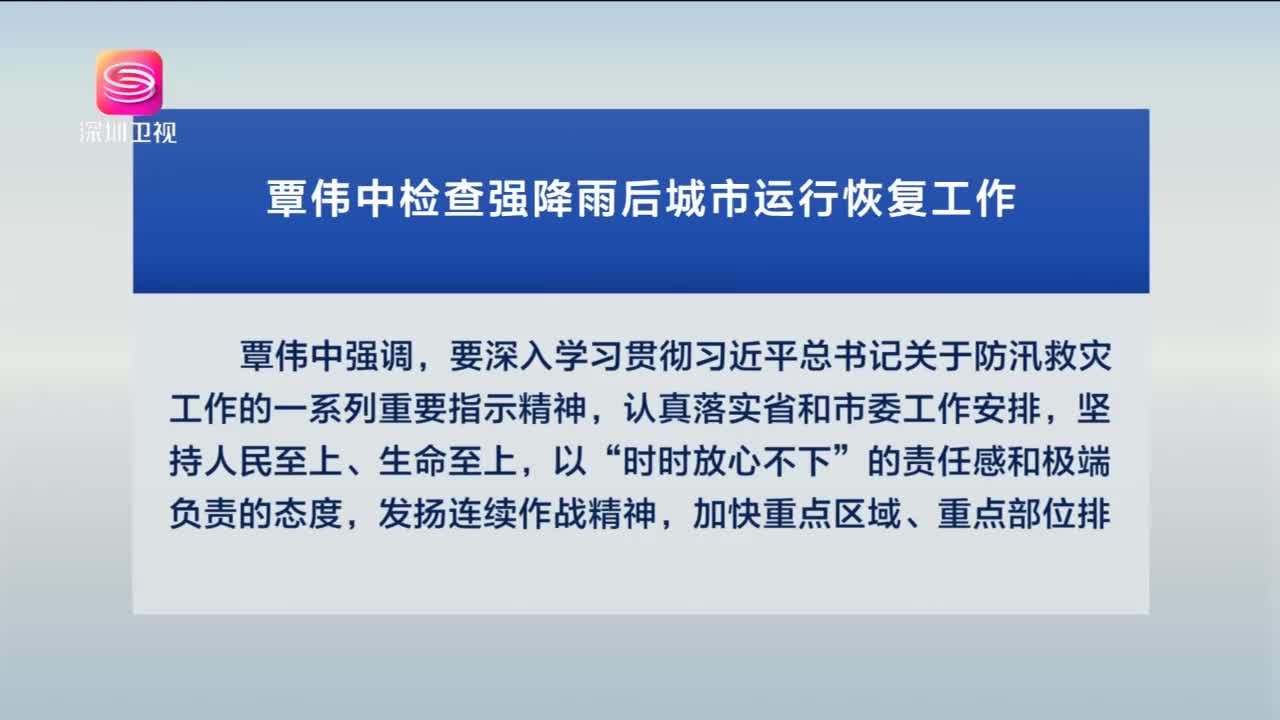 深圳卫视
覃伟中检查强降雨后城市运行恢复工作
覃伟中强调，要深入学习贯彻习近平总书记关于防汛救灾
工作的一系列重要指示精神，认真落实省和市委工作安排，坚
持人民至上、生命至上，以“时时放心不下”的责任感和极端
负责的态度，发扬连续作战精神，加快重点区域、重点部位排